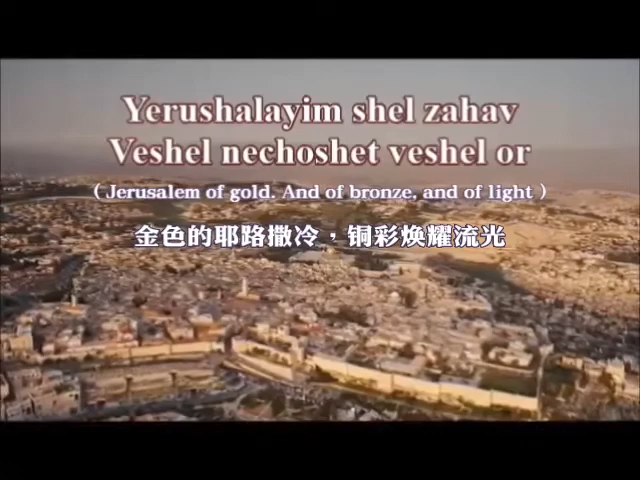 Yerushalayim shel zahav
Veshel nechoshet veshel or
(Jerusalem of gold. And of bronze, and of light)
金色的耶路撒冷，铜彩焕耀流光